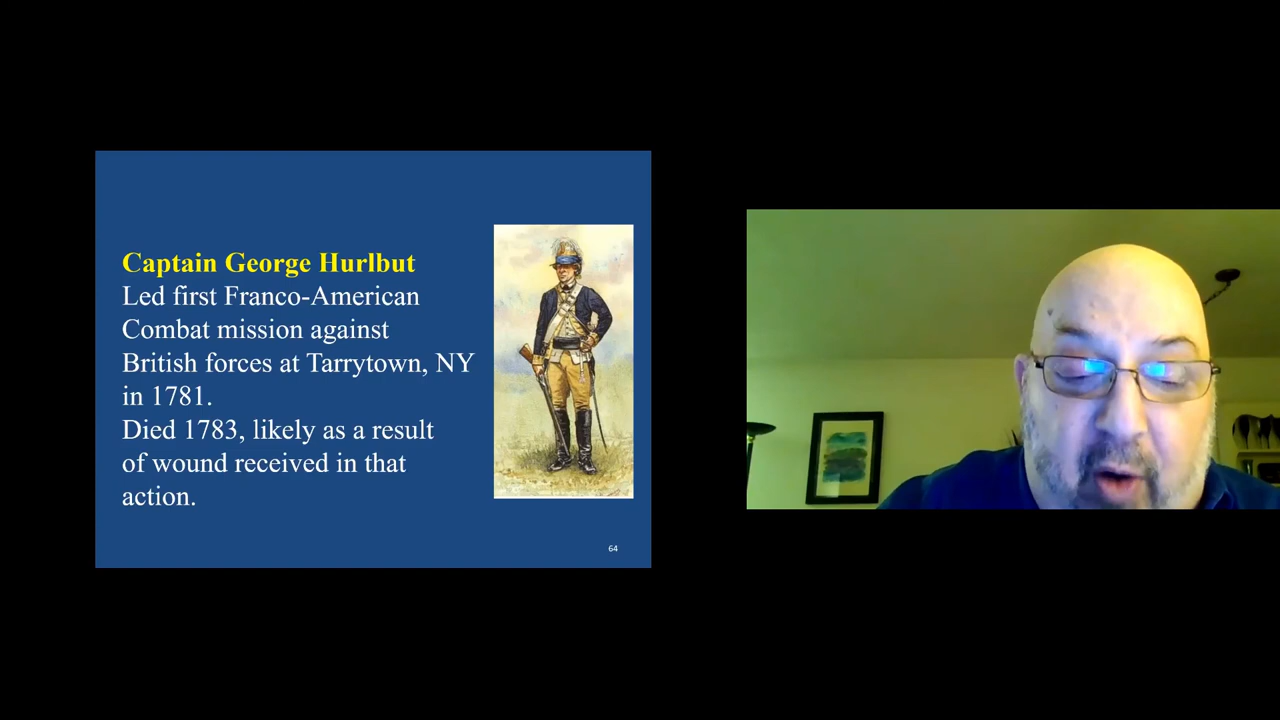 Captain George Hurlbut
Led first Franco-American
Combat mission against
British forces at Tarrytown, NY
in 1781.
Died 1783, likely as a result
of wound received in that
action.
64